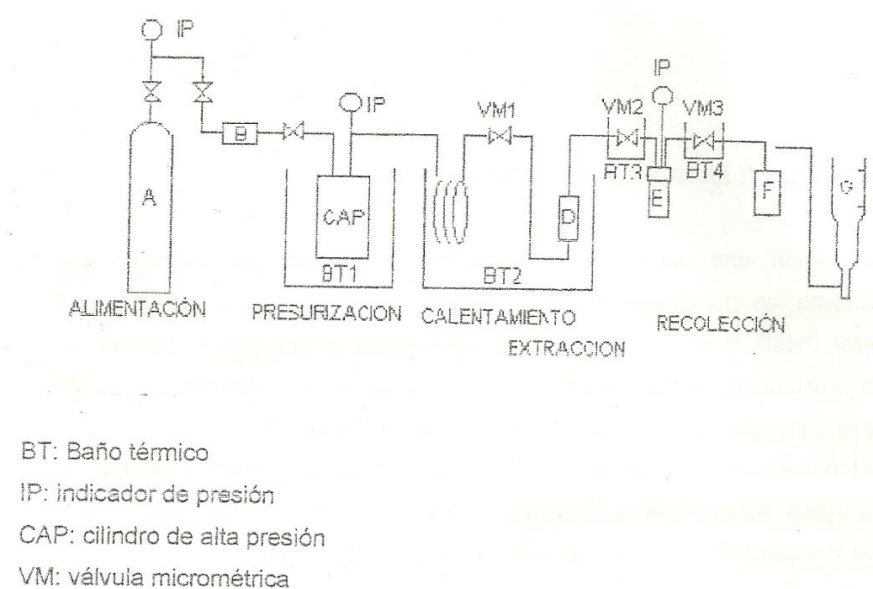 IP
IP
IP
VM1
VM2
VM3
B
A
CAP
D
E
F
G
BT3
BT4
BT1
BT2
ALIMENTACIÓN
PRESURIZACION
CALENTAMIENTO
RECOLECCIÓN
EXTRACCION
BT: Baño térmico
IP: indicador de presión
CAP: cilindro de alta presión
VM: válvula micrométrica